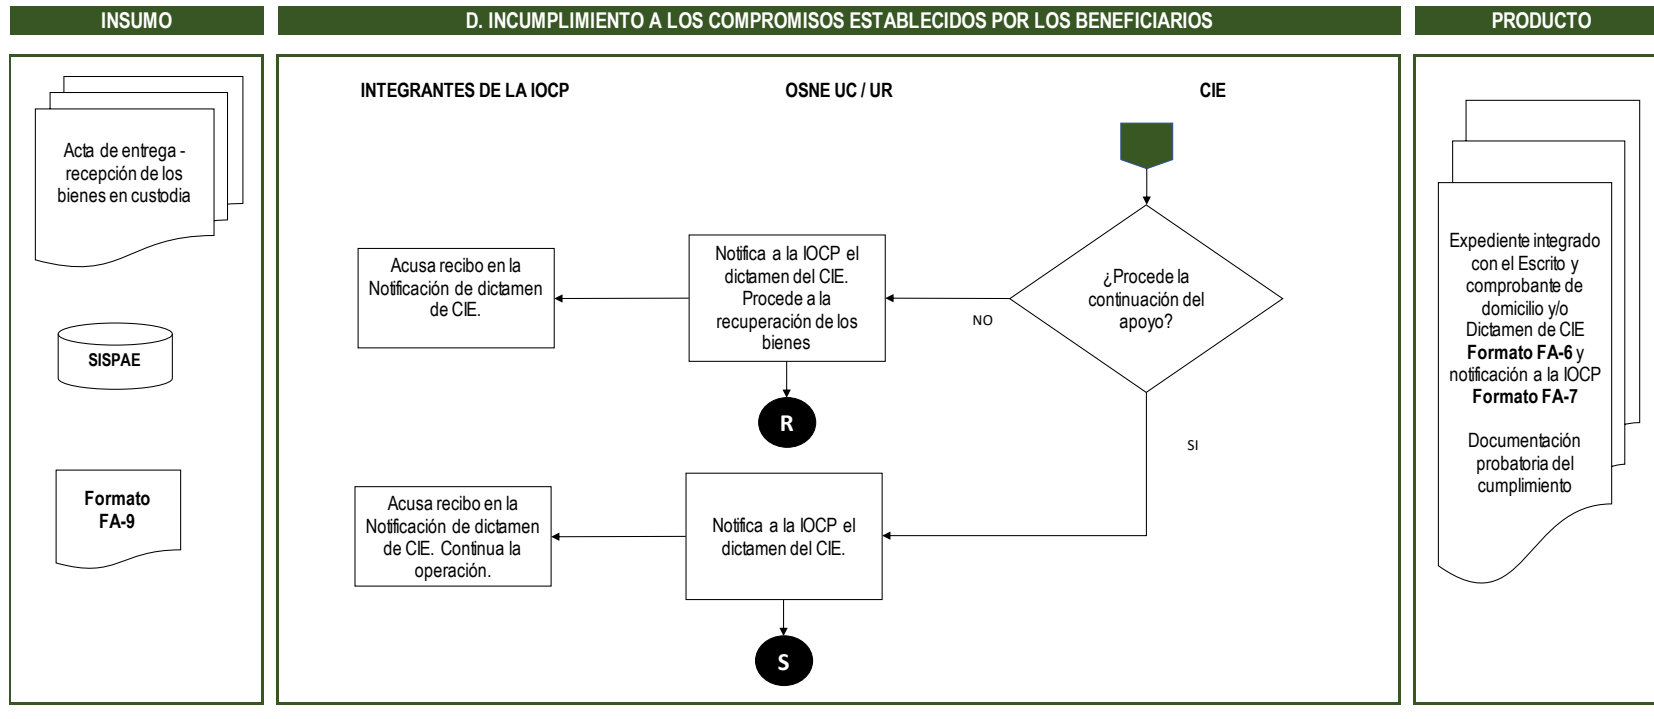 INSUMO
D. INCUMPLIMIENTO A LOS COMPROMISOS ESTABLECIDOS POR LOS BENEFICIARIOS
PRODUCTO
Acta de entrega -
recepción de los
bienes en custodia
SISPAE
Formato
FA-9
INTEGRANTES DE LA IOCP
OSNE UC / UR
CIE
¿Procede la
continuación del
apoyo?
NO
SI
Notifica a la IOCP el
dictamen del CIE.
Procede a la
recuperación de los
bienes
Acusa recibo en la
Notificación de dictamen
de CIE.
R
Notifica a la IOCP el
dictamen del CIE.
Acusa recibo en la
Notificación de dictamen
de CIE. Continua la
operación.
S
Expediente integrado
con el Escrito y
comprobante de
domicilio y/o
Dictamen de CIE
Formato FA-6 y
notificación a la IOCP
Formato FA-7
Documentación
probatoria del
cumplimiento